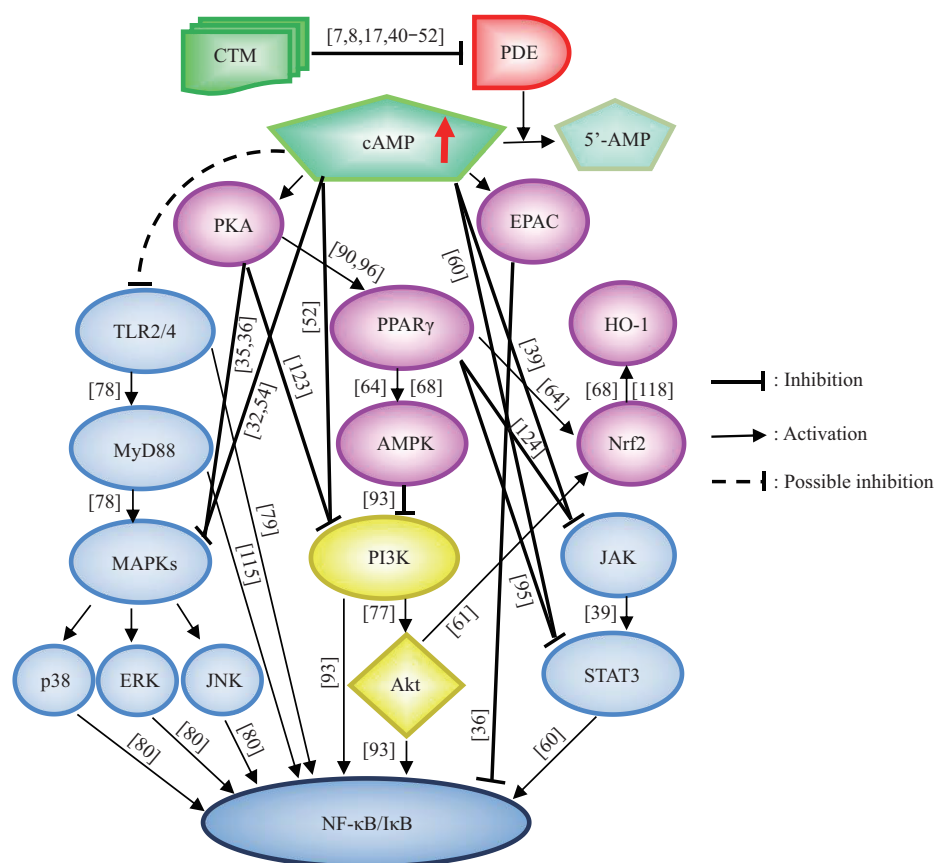 [7,8,17,40−52]
CTM
PDE
cAMP
5’-AMP
PKA
EPAC
[90,96]
[60]
TLR2/4
[35,36]
[52]
PPARγ
HO-1
[78]
[32,54]
[123]
[64]
[68]
[39]
[64]
[68]
[118]
: Inhibition
MyD88
AMPK
[124]
Nrf2
: Activation
[78]
[79]
[93]
: Possible inhibition
MAPKs
[115]
PI3K
[95]
JAK
[77]
[61]
[39]
p38
ERK
JNK
[93]
Akt
STAT3
[80]
[80]
[80]
[93]
[36]
[60]
NF-κB/IκB